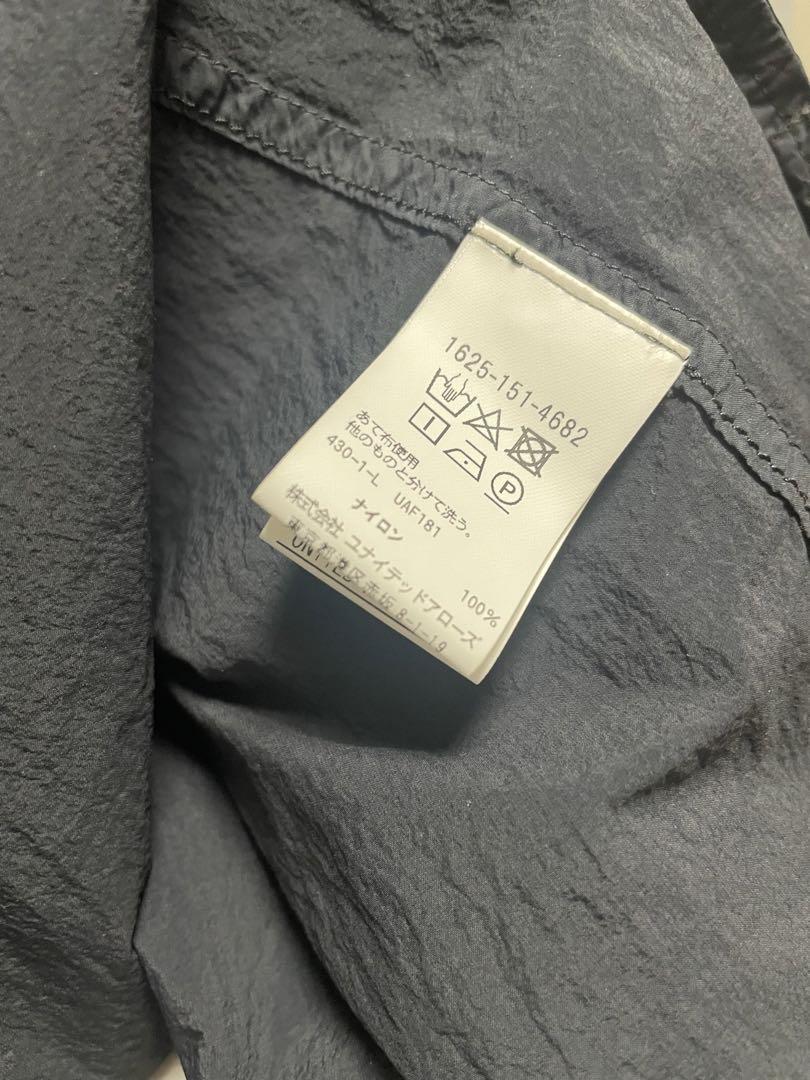 1625-151-4682
P
あて布使用
他のものと分けて洗う。
430-1-L UAF181
ナイロン 100%
株式会社 ユナイテッドアローズ
東京都港区赤坂 8-1-19
UNITED